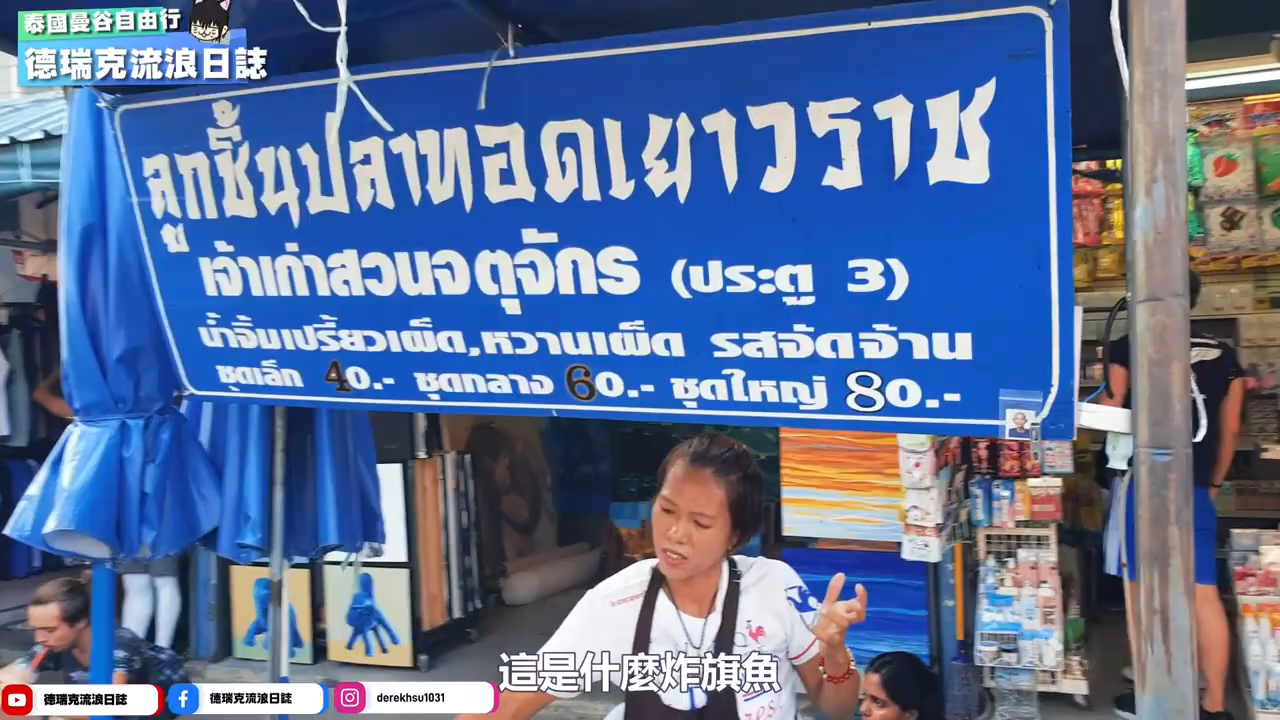 泰國曼谷自由行
德瑞克流浪日誌
ลูกชิ้นปลาทอดเยาวราช
เจ้าเก่าสวนจตุจักร (ประตู 3)
น้ำจิ้มเปรี้ยวเผ็ด,หวานเผ็ด รสจัดจ้าน
ชุดเล็ก 40.- ชุดกลาง 60.- ชุดใหญ่ 80.-
這是什麼炸旗魚
德瑞克流浪日誌
德瑞克流浪日誌
derekhsu1031